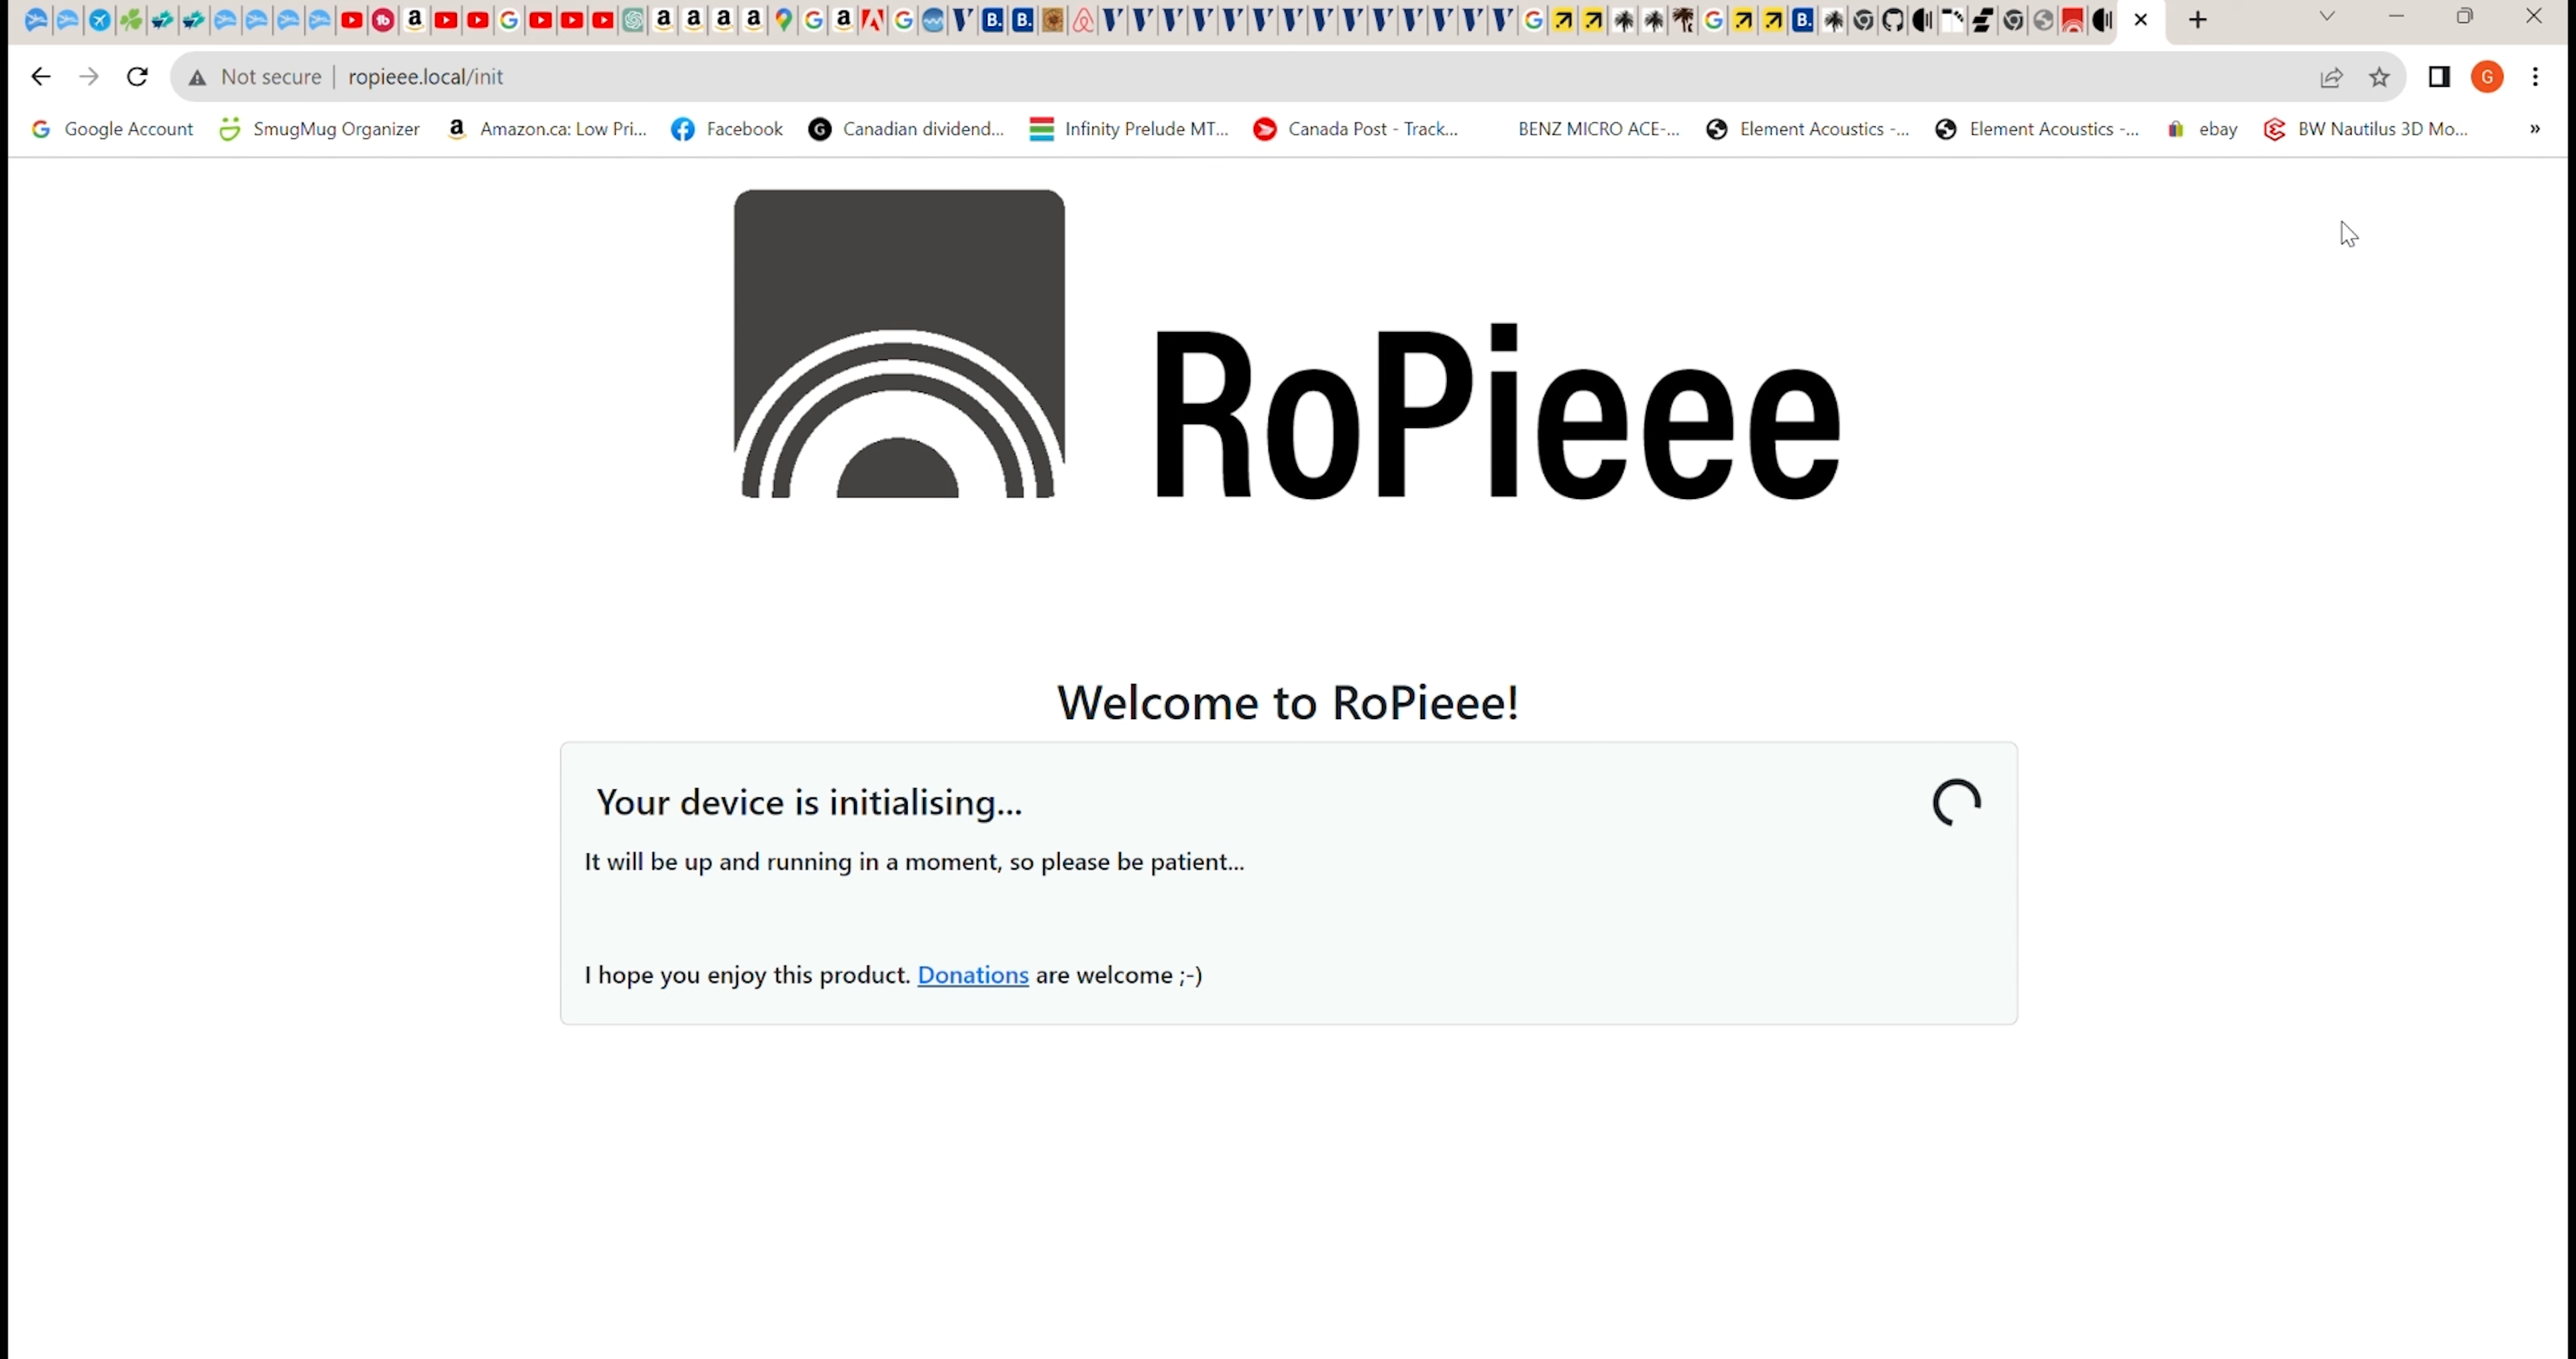 Not secure | ropieee.local/init
Google Account SmugMug Organizer Amazon.ca: Low Pri... Facebook Canadian dividend... Infinity Prelude MT... Canada Post - Track... BENZ MICRO ACE-... Element Acoustics -... Element Acoustics -... ebay BW Nautilus 3D Mo... »
RoPieee
Welcome to RoPieee!
Your device is initialising...
It will be up and running in a moment, so please be patient...
I hope you enjoy this product. Donations are welcome ;-)